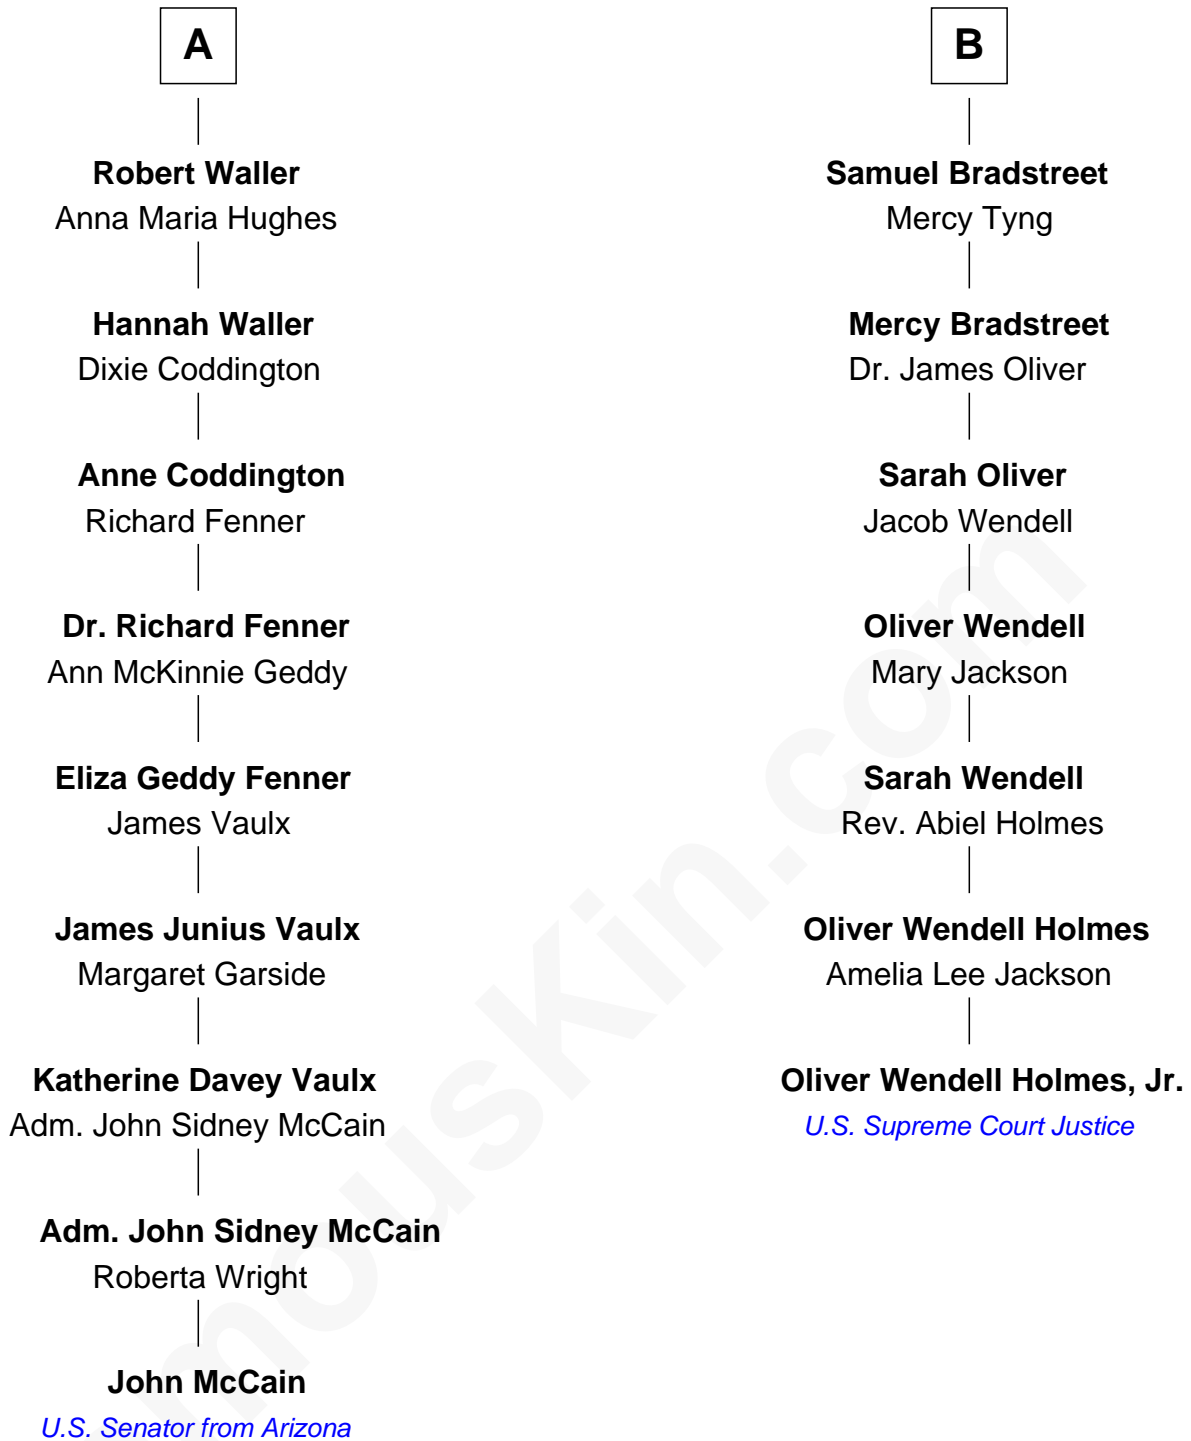 A
Robert Waller
Anna Maria Hughes
Hannah Waller
Dixie Coddington
Anne Coddington
Richard Fenner
Dr. Richard Fenner
Ann McKinnie Geddy
Eliza Geddy Fenner
James Vaulx
James Junius Vaulx
Margaret Garside
Katherine Davey Vaulx
Adm. John Sidney McCain
Adm. John Sidney McCain
Roberta Wright
John McCain
U.S. Senator from Arizona
B
Samuel Bradstreet
Mercy Tyng
Mercy Bradstreet
Dr. James Oliver
Sarah Oliver
Jacob Wendell
Oliver Wendell
Mary Jackson
Sarah Wendell
Rev. Abiel Holmes
Oliver Wendell Holmes
Amelia Lee Jackson
Oliver Wendell Holmes, Jr.
U.S. Supreme Court Justice
mouskin.com